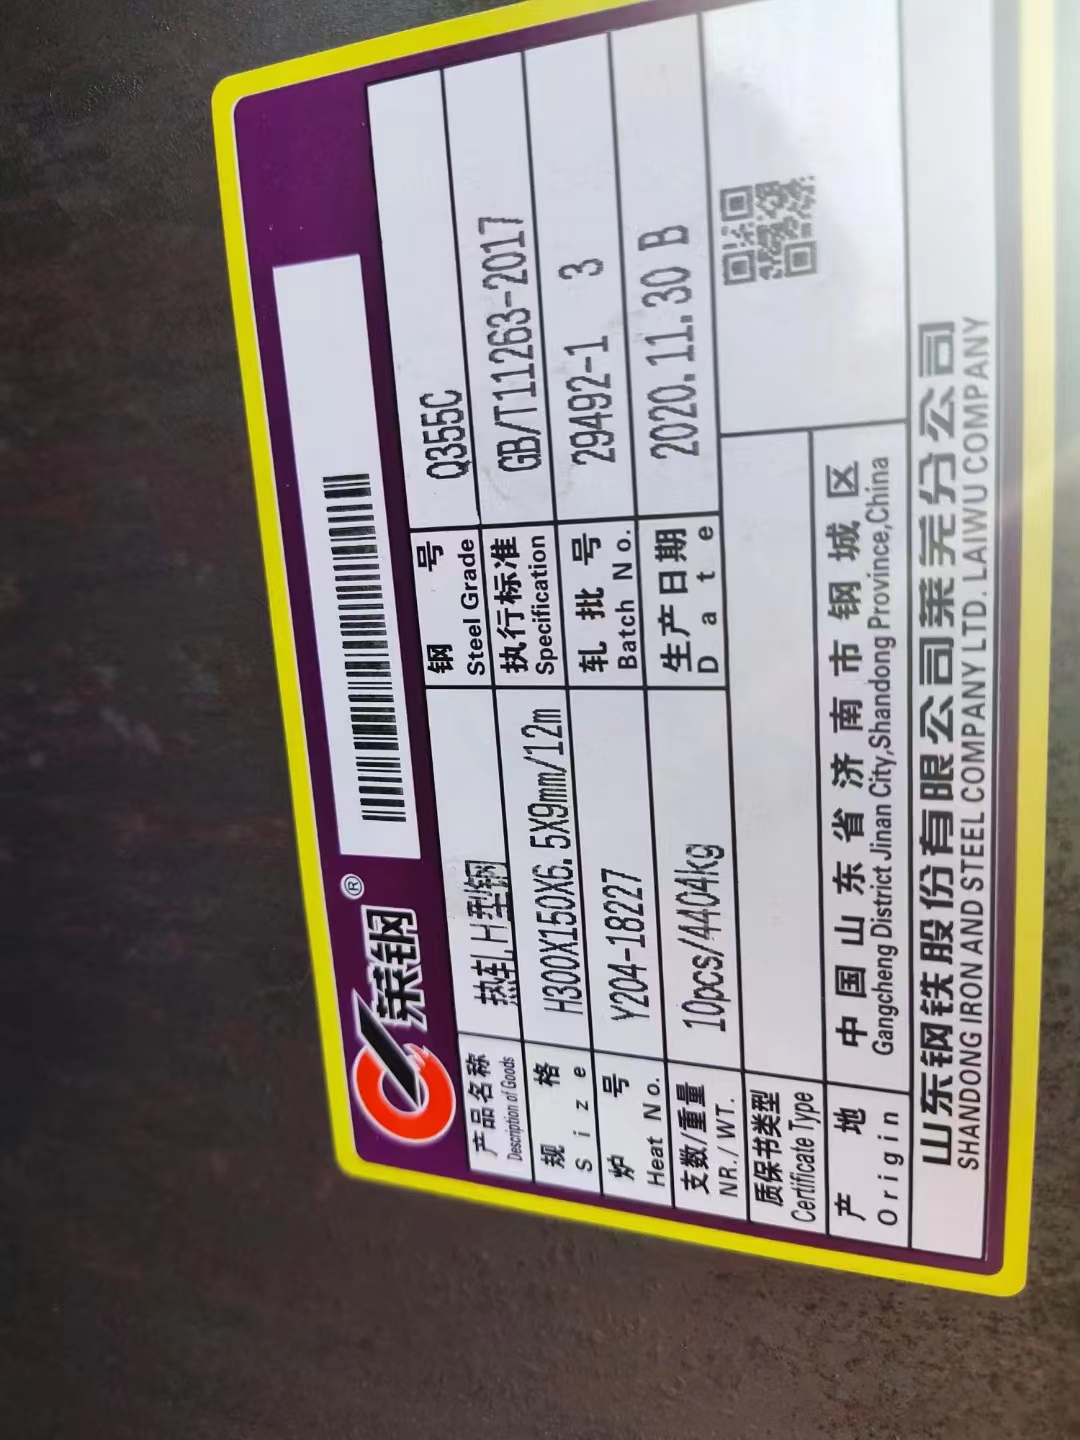 莱钢®
产品名称 热轧H型钢 钢号 Q355C
Description of Goods Steel Grade
规格 H300X150X6.5X9mm/12m 执行标准 GB/T11263-2017
Size Specification
炉号 Y204-18227 轧批号 29492-1 3
Heat No. Batch No.
支数/重量 10pcs/4404kg 生产日期 2020.11.30 B
NR./WT. Date
质保书类型
Certificate Type
产地 中国山东省济南市钢城区
Origin Gangcheng District Jinan City,Shandong Province,China
山东钢铁股份有限公司莱芜分公司
SHANDONG IRON AND STEEL COMPANY LTD. LAIWU COMPANY